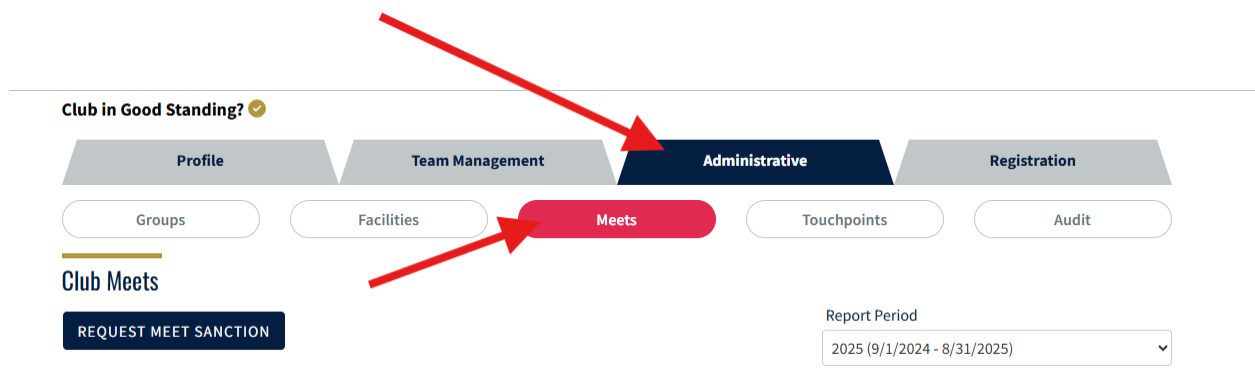 Club in Good Standing?
Profile Team Management Administrative Registration
Groups Facilities Meets Touchpoints Audit
Club Meets
REQUEST MEET SANCTION
Report Period
2025 (9/1/2024 - 8/31/2025)